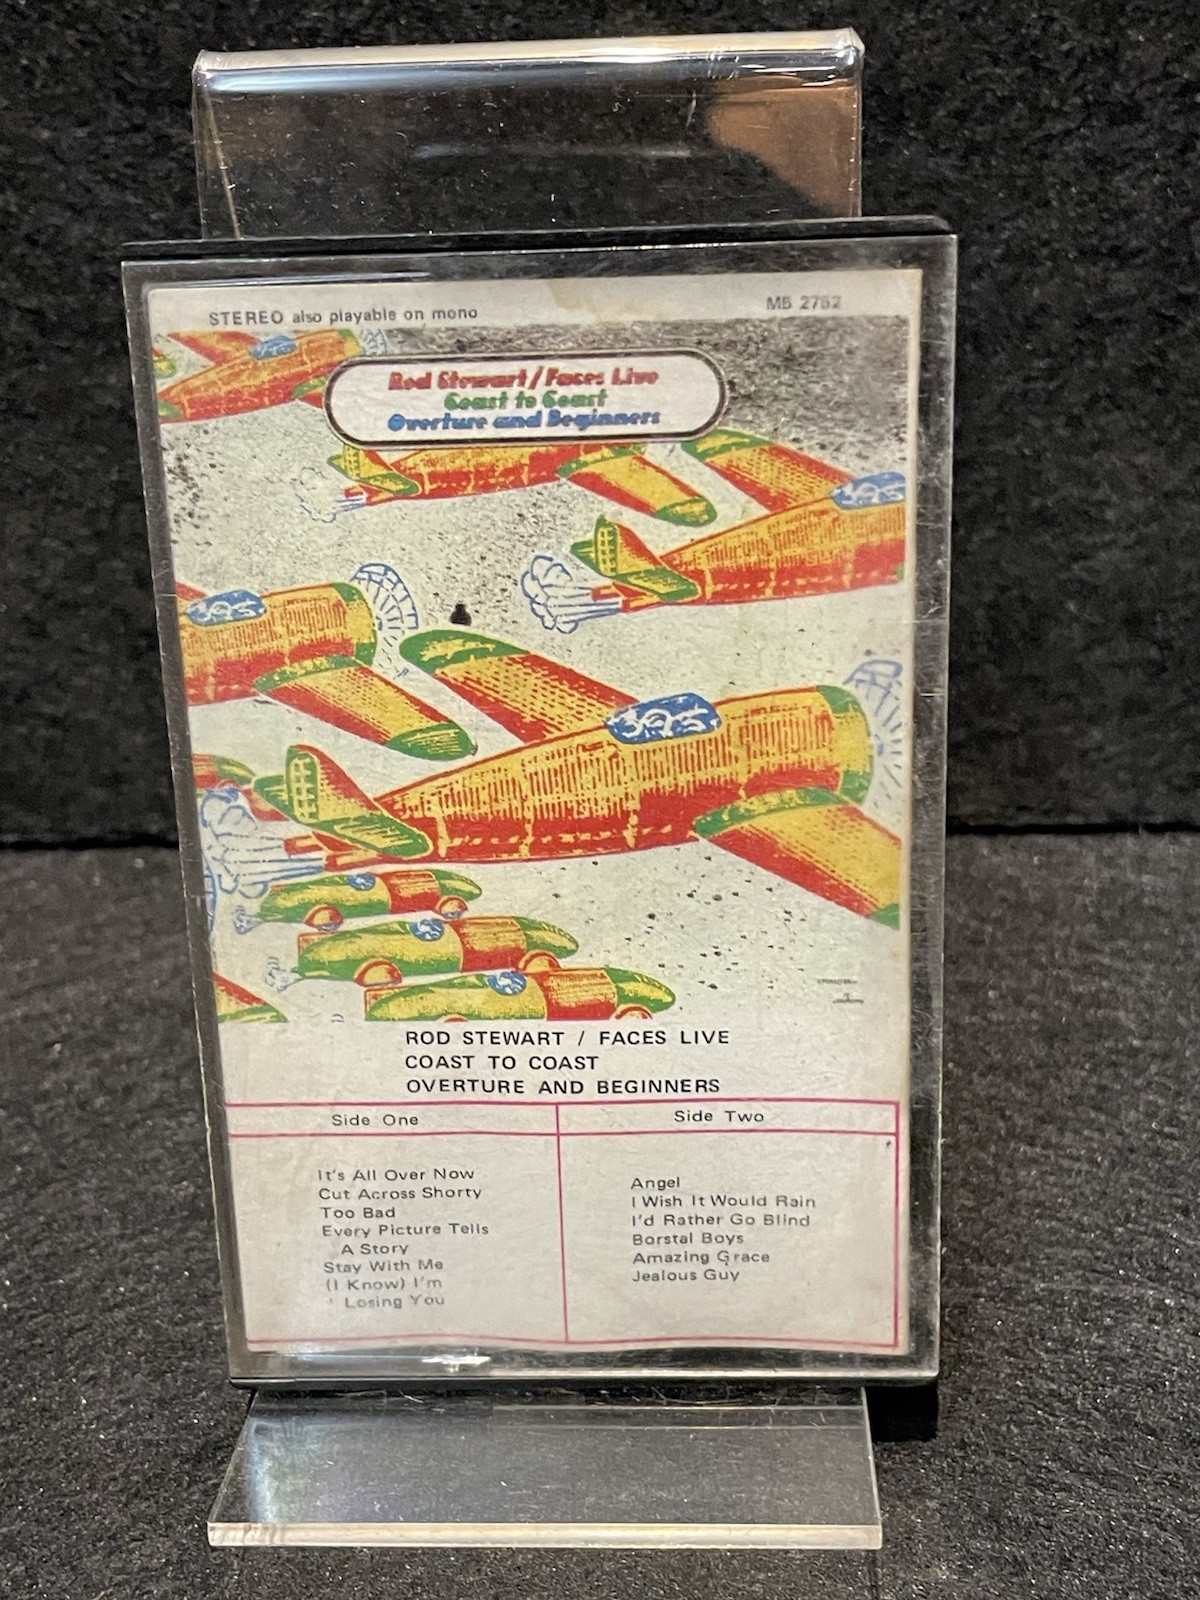 STEREO also playable on mono
MB 2752
Rod Stewart / Faces Live
Coast to Coast
Overture and Beginners
ROD STEWART / FACES LIVE
COAST TO COAST
OVERTURE AND BEGINNERS
Side One
It's All Over Now
Cut Across Shorty
Too Bad
Every Picture Tells
A Story
Stay With Me
(I Know) I'm
Losing You
Side Two
Angel
I Wish It Would Rain
I'd Rather Go Blind
Borstal Boys
Amazing Grace
Jealous Guy